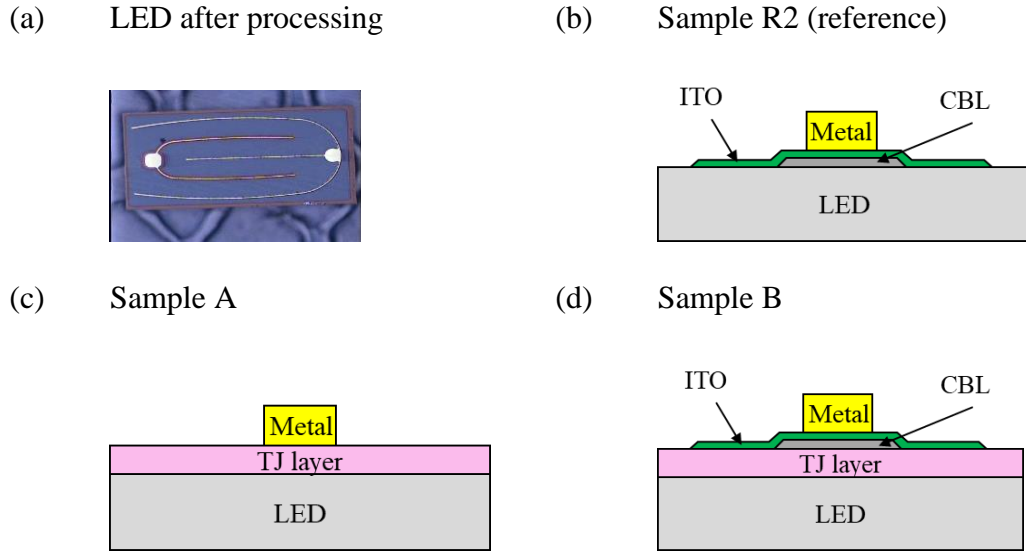 (a) LED after processing
(b) Sample R2 (reference)
ITO
CBL
Metal
LED
(c) Sample A
Metal
TJ layer
LED
(d) Sample B
ITO
CBL
Metal
TJ layer
LED